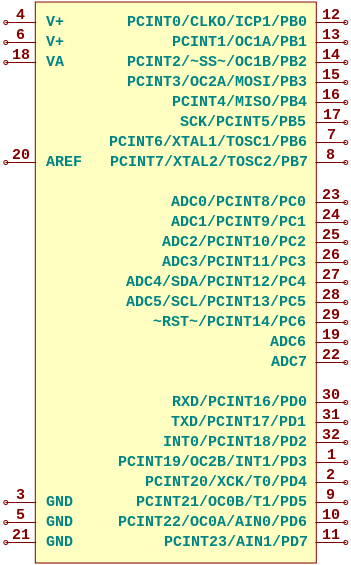 4 V+ PCINT0/CLKO/ICP1/PB0 12
6 V+ PCINT1/OC1A/PB1 13
18 VA PCINT2/~SS~/OC1B/PB2 14
PCINT3/OC2A/MOSI/PB3 15
PCINT4/MISO/PB4 16
SCK/PCINT5/PB5 17
PCINT6/XTAL1/TOSC1/PB6 7
20 AREF PCINT7/XTAL2/TOSC2/PB7 8
ADC0/PCINT8/PC0 23
ADC1/PCINT9/PC1 24
ADC2/PCINT10/PC2 25
ADC3/PCINT11/PC3 26
ADC4/SDA/PCINT12/PC4 27
ADC5/SCL/PCINT13/PC5 28
~RST~/PCINT14/PC6 29
ADC6 19
ADC7 22
RXD/PCINT16/PD0 30
TXD/PCINT17/PD1 31
INT0/PCINT18/PD2 32
PCINT19/OC2B/INT1/PD3 1
PCINT20/XCK/T0/PD4 2
3 GND PCINT21/OC0B/T1/PD5 9
5 GND PCINT22/OC0A/AIN0/PD6 10
21 GND PCINT23/AIN1/PD7 11